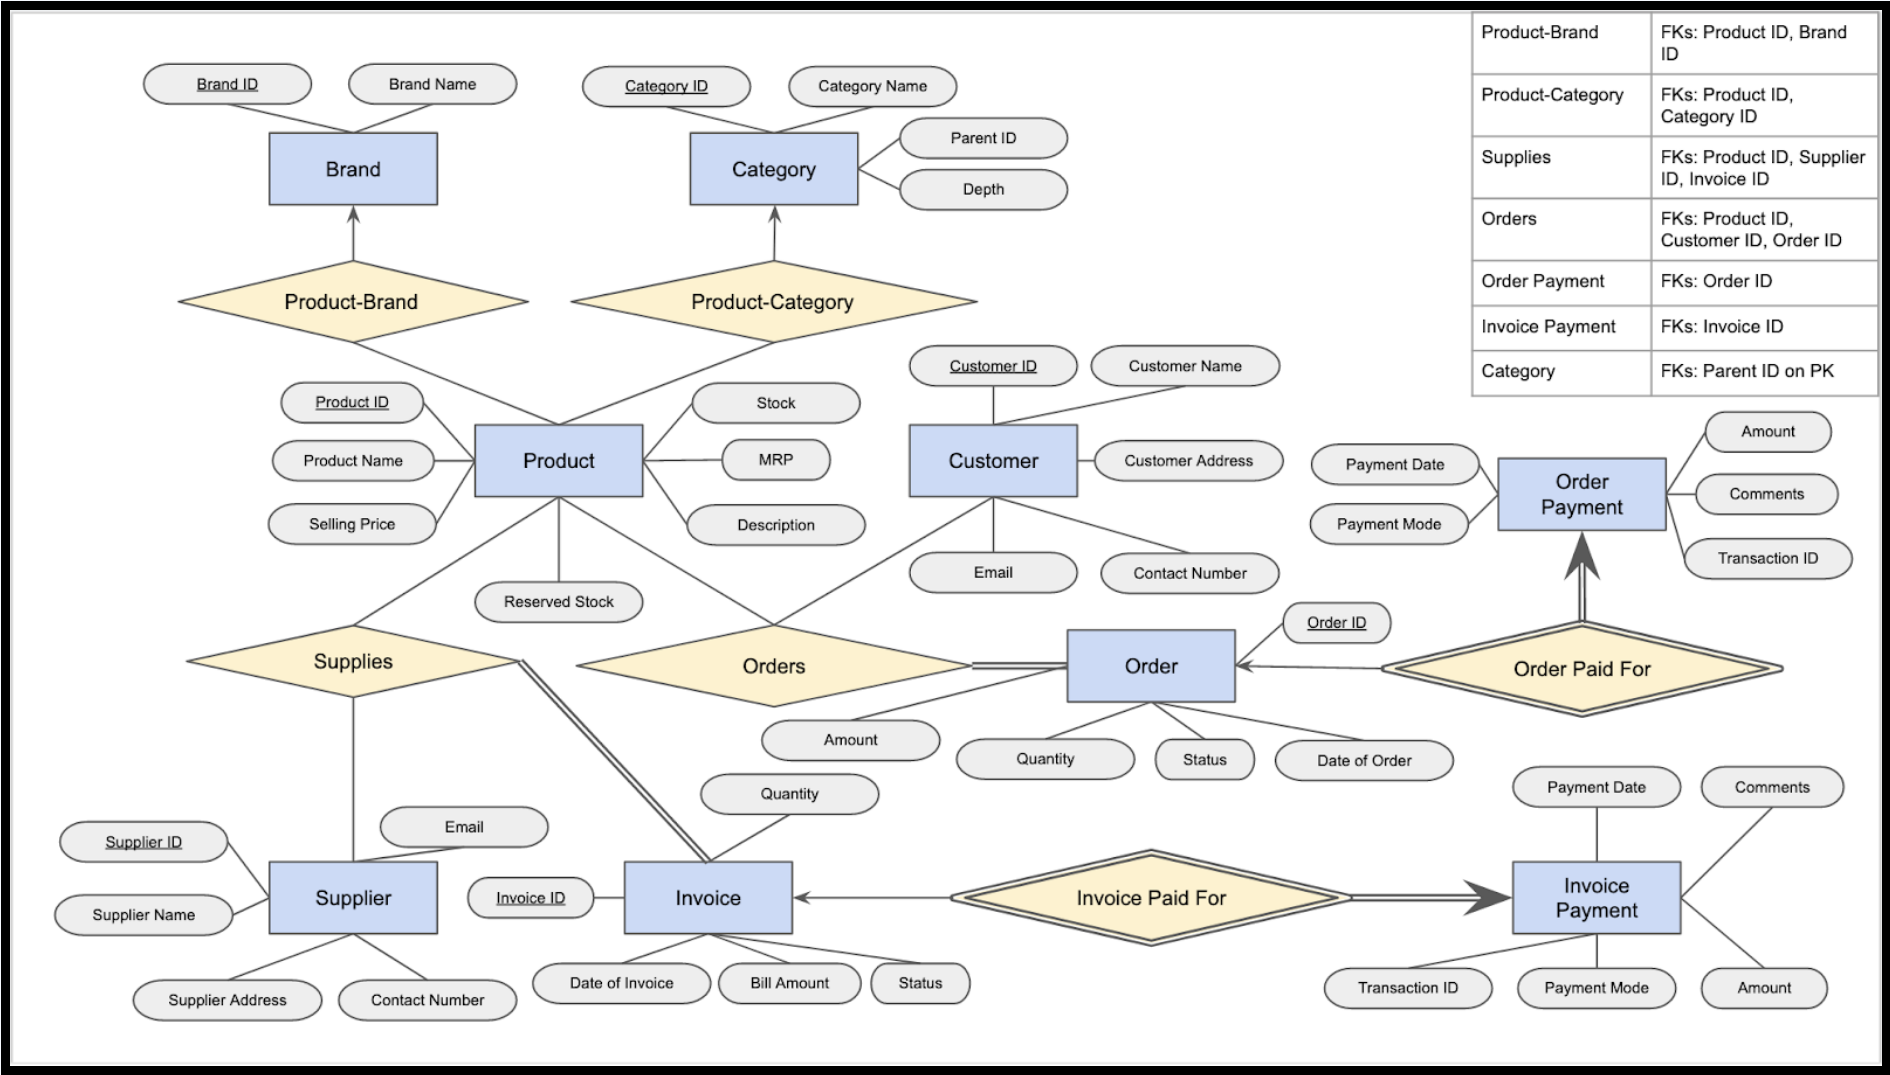 Product-Brand
FKs: Product ID, Brand
ID
Product-Category
FKs: Product ID,
Category ID
Supplies
FKs: Product ID, Supplier
ID, Invoice ID
Orders
FKs: Product ID,
Customer ID, Order ID
Order Payment
FKs: Order ID
Invoice Payment
FKs: Invoice ID
Category
FKs: Parent ID on PK
Brand ID
Brand Name
Category ID
Category Name
Parent ID
Depth
Brand
Category
Product-Brand
Product-Category
Product ID
Product Name
Selling Price
Product
Stock
MRP
Description
Reserved Stock
Customer ID
Customer Name
Customer
Customer Address
Email
Contact Number
Payment Date
Payment Mode
Order
Payment
Amount
Comments
Transaction ID
Supplies
Orders
Order
Order ID
Order Paid For
Amount
Quantity
Status
Date of Order
Quantity
Supplier ID
Email
Supplier Name
Supplier
Supplier Address
Contact Number
Invoice ID
Invoice
Date of Invoice
Bill Amount
Status
Invoice Paid For
Payment Date
Comments
Invoice
Payment
Transaction ID
Payment Mode
Amount